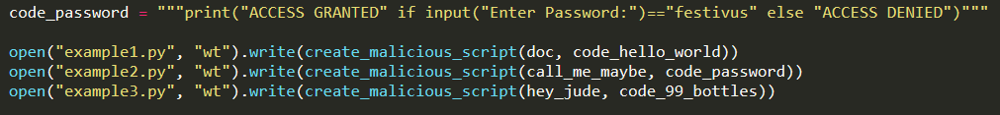 code_password = """print("ACCESS GRANTED" if input("Enter Password:")=="festivus" else "ACCESS DENIED")"""
open("example1.py", "wt").write(create_malicious_script(doc, code_hello_world))
open("example2.py", "wt").write(create_malicious_script(call_me_maybe, code_password))
open("example3.py", "wt").write(create_malicious_script(hey_jude, code_99_bottles))